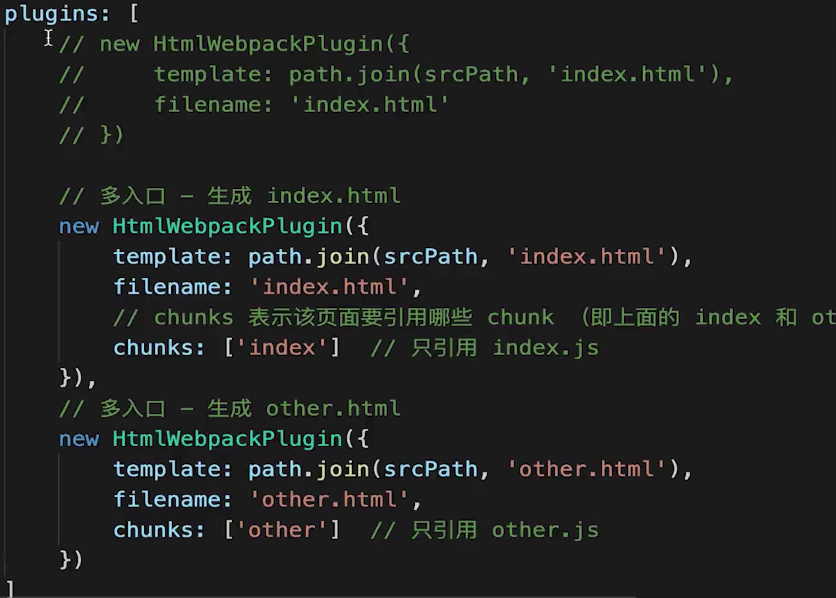 plugins: [
// new HtmlWebpackPlugin({
//     template: path.join(srcPath, 'index.html'),
//     filename: 'index.html'
// })
// 多入口 - 生成 index.html
new HtmlWebpackPlugin({
template: path.join(srcPath, 'index.html'),
filename: 'index.html',
// chunks 表示该页面要引用哪些 chunk （即上面的 index 和 ot
chunks: ['index']  // 只引用 index.js
}),
// 多入口 - 生成 other.html
new HtmlWebpackPlugin({
template: path.join(srcPath, 'other.html'),
filename: 'other.html',
chunks: ['other']  // 只引用 other.js
})
]